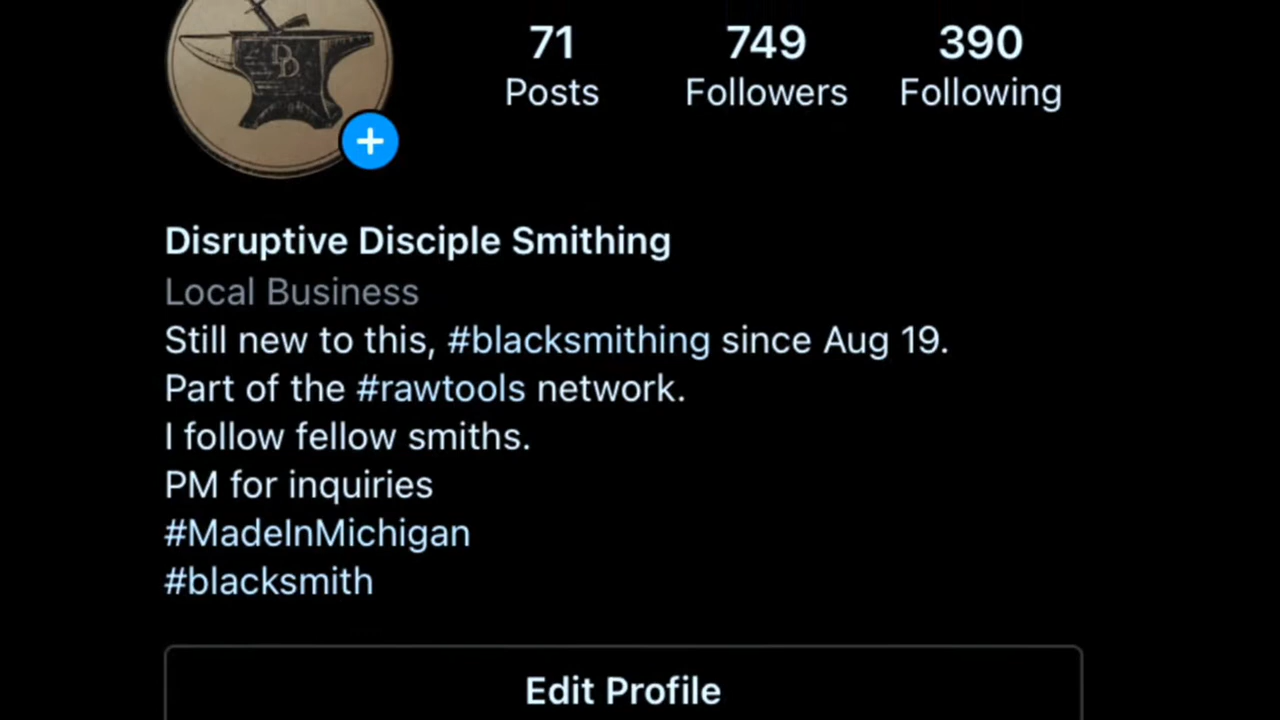 71 749 390
Posts Followers Following
Disruptive Disciple Smithing
Local Business
Still new to this, #blacksmithing since Aug 19.
Part of the #rawtools network.
I follow fellow smiths.
PM for inquiries
#MadeInMichigan
#blacksmith
Edit Profile